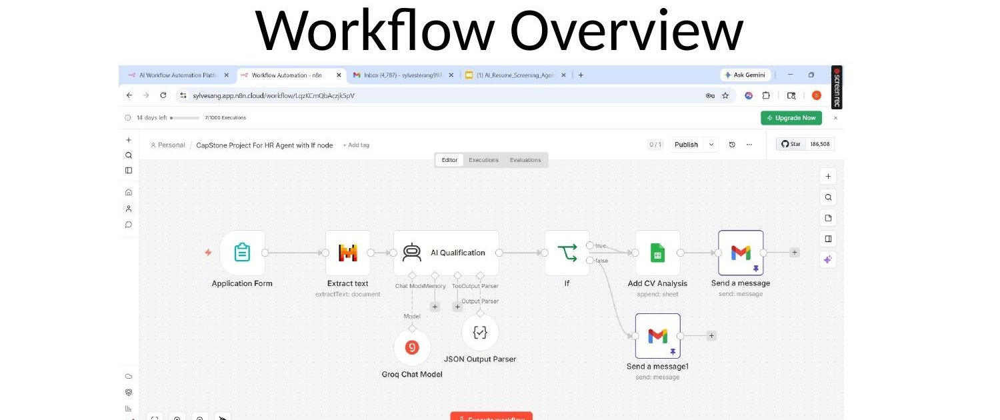 Workflow Overview
AI Workflow Automation Platfo
Workflow Automation - n8n
Inbox (4,787) - sylvesterang998
(1) AI_Resume_Screening_Agen
Ask Gemini
screenrec
sylvesang.app.n8n.cloud/workflow/LqzKCmQbAczjk5pV
S
14 days left
7/1000 Executions
Upgrade Now
Personal / CapStone Project For HR Agent with If node
+ Add tag
0 / 1
Publish
Star
186,508
Editor
Executions
Evaluations
AI Qualification
true
false
Application Form
Extract text
extractText: document
Chat Mode
Memory
Too
Output Parser
If
Add CV Analysis
append: sheet
Send a message
send: message
Output Parser
Model
JSON Output Parser
Groq Chat Model
Send a message1
send: message
Execute workflow